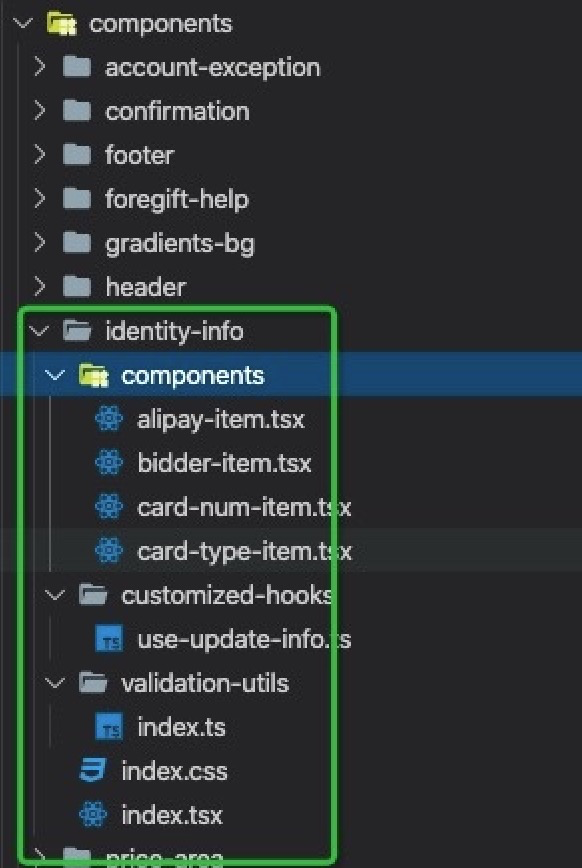 components
account-exception
confirmation
footer
foregift-help
gradients-bg
header
identity-info
components
alipay-item.tsx
bidder-item.tsx
card-num-item.tsx
card-type-item.tsx
customized-hooks
TS use-update-info.ts
validation-utils
TS index.ts
index.css
index.tsx
price-area